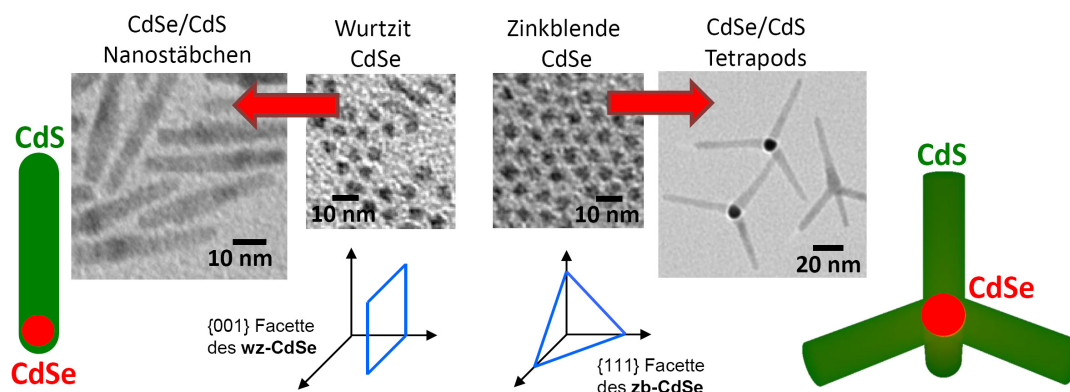 CdSe/CdS
Nanostäbchen
Wurtzit
CdSe
Zinkblende
CdSe
CdSe/CdS
Tetrapods
CdS
CdSe
10 nm
10 nm
10 nm
20 nm
{001} Facette
des wz-CdSe
{111} Facette
des zb-CdSe
CdS
CdSe